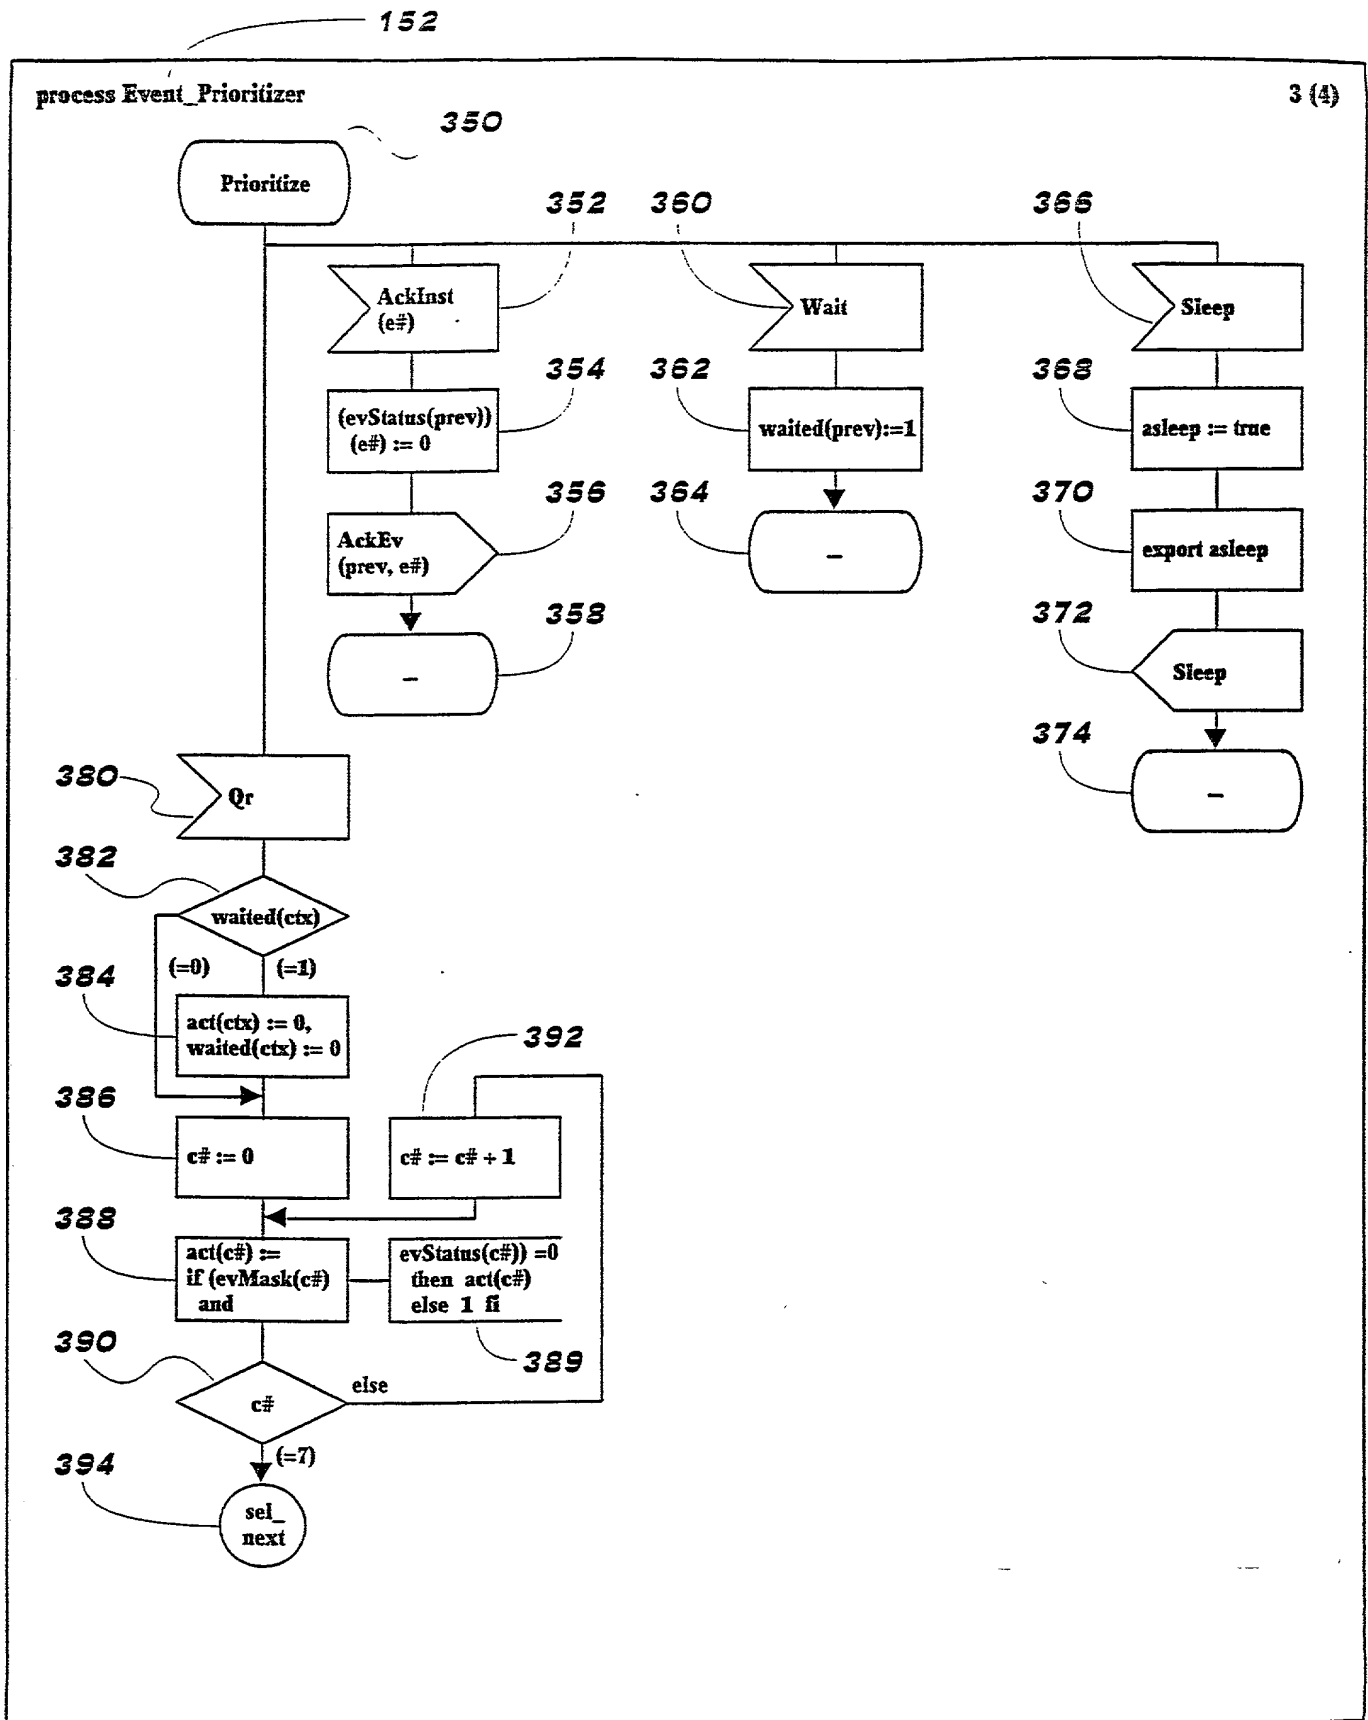 152
process Event_Prioritizer
3 (4)
350
Prioritize
352
360
366
AckInst
(e#)
Wait
Sleep
354
362
368
(evStatus(prev))
(e#) := 0
waited(prev):=1
asleep := true
356
364
370
AckEv
(prev, e#)
–
export asleep
358
372
–
Sleep
374
–
380
Qr
382
waited(ctx)
(=0)
(=1)
384
act(ctx) := 0,
waited(ctx) := 0
392
386
c# := 0
c# := c# + 1
388
act(c#) :=
if (evMask(c#)
and
evStatus(c#)) =0
then act(c#)
else 1 fi
389
390
c#
else
(=7)
394
sel_
next